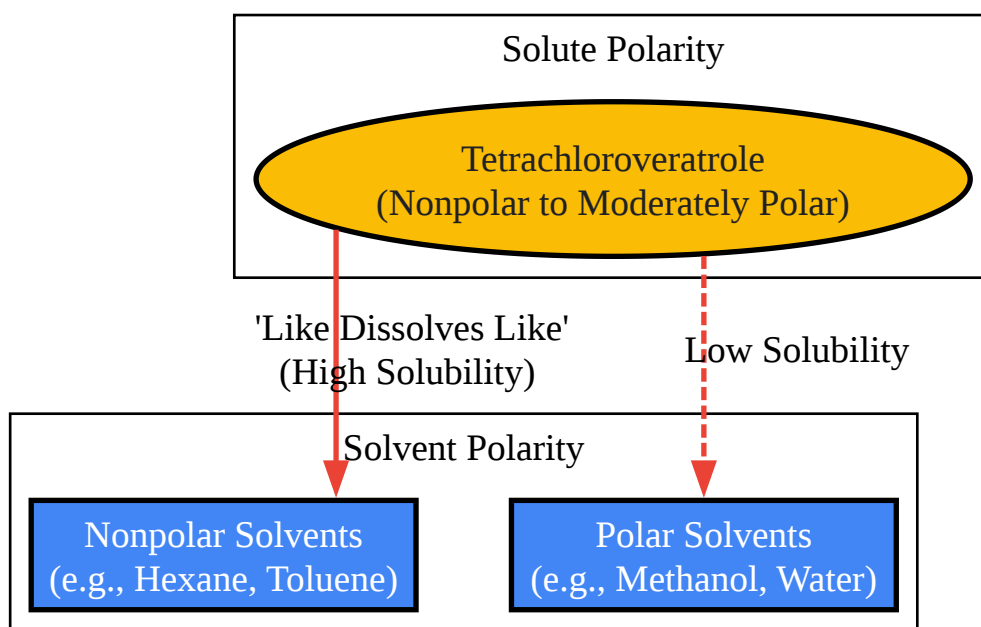 Solute Polarity
Tetrachloroveratrole
(Nonpolar to Moderately Polar)
'Like Dissolves Like'
(High Solubility)
Low Solubility
Solvent Polarity
Nonpolar Solvents
(e.g., Hexane, Toluene)
Polar Solvents
(e.g., Methanol, Water)